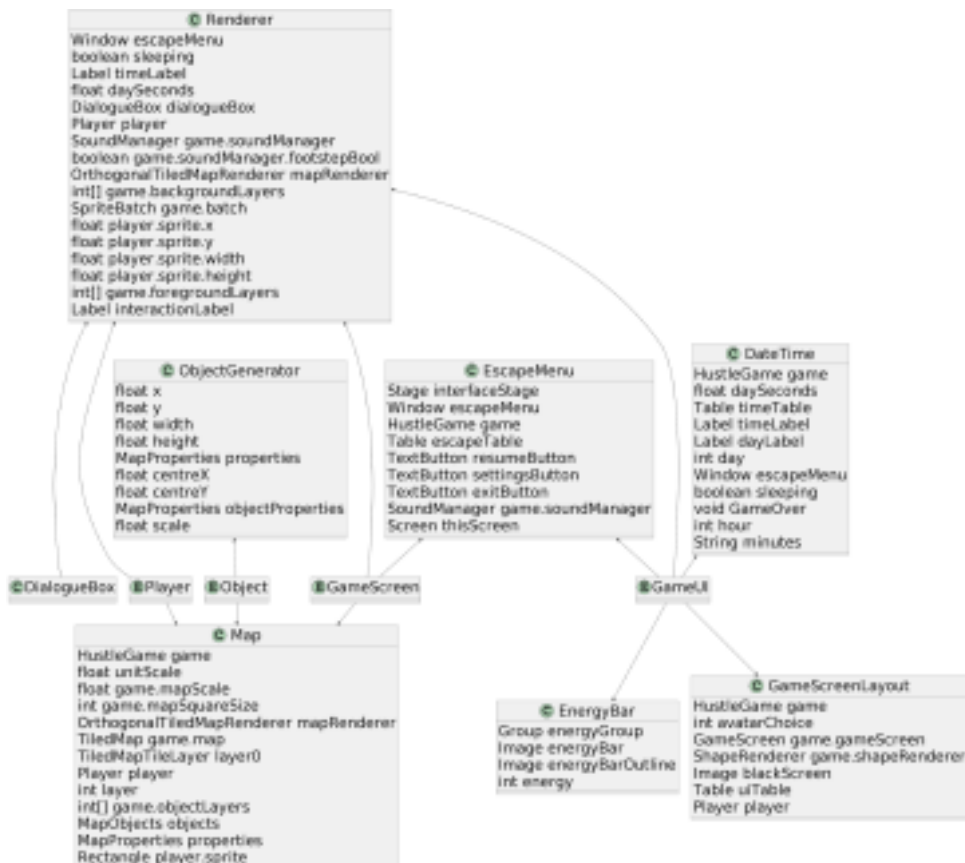 C Renderer
Window escapeMenu
boolean sleeping
Label timeLabel
float daySeconds
DialogueBox dialogueBox
Player player
SoundManager game.soundManager
boolean game.soundManager.footstepBool
OrthogonalTiledMapRenderer mapRenderer
int[] game.backgroundLayers
SpriteBatch game.batch
float player.sprite.x
float player.sprite.y
float player.sprite.width
float player.sprite.height
int[] game.foregroundLayers
Label interactionLabel
C ObjectGenerator
float x
float y
float width
float height
MapProperties properties
float centreX
float centreY
MapProperties objectProperties
float scale
C EscapeMenu
Stage interfaceStage
Window escapeMenu
HustleGame game
Table escapeTable
TextButton resumeButton
TextButton settingsButton
TextButton exitButton
SoundManager game.soundManager
Screen thisScreen
C DateTime
HustleGame game
float daySeconds
Table timeTable
Label timeLabel
Label dayLabel
int day
Window escapeMenu
boolean sleeping
void GameOver
int hour
String minutes
DialogueBox
Player
Object
GameScreen
GameUI
C Map
HustleGame game
float unitScale
float game.mapScale
int game.mapSquareSize
OrthogonalTiledMapRenderer mapRenderer
TiledMap game.map
TiledMapTileLayer layer0
Player player
int layer
int[] game.objectLayers
MapObjects objects
MapProperties properties
Rectangle player.sprite
C EnergyBar
Group energyGroup
Image energyBar
Image energyBarOutline
int energy
C GameScreenLayout
HustleGame game
int avatarChoice
GameScreen game.gameScreen
ShapeRenderer game.shapeRenderer
Image blackScreen
Table uiTable
Player player